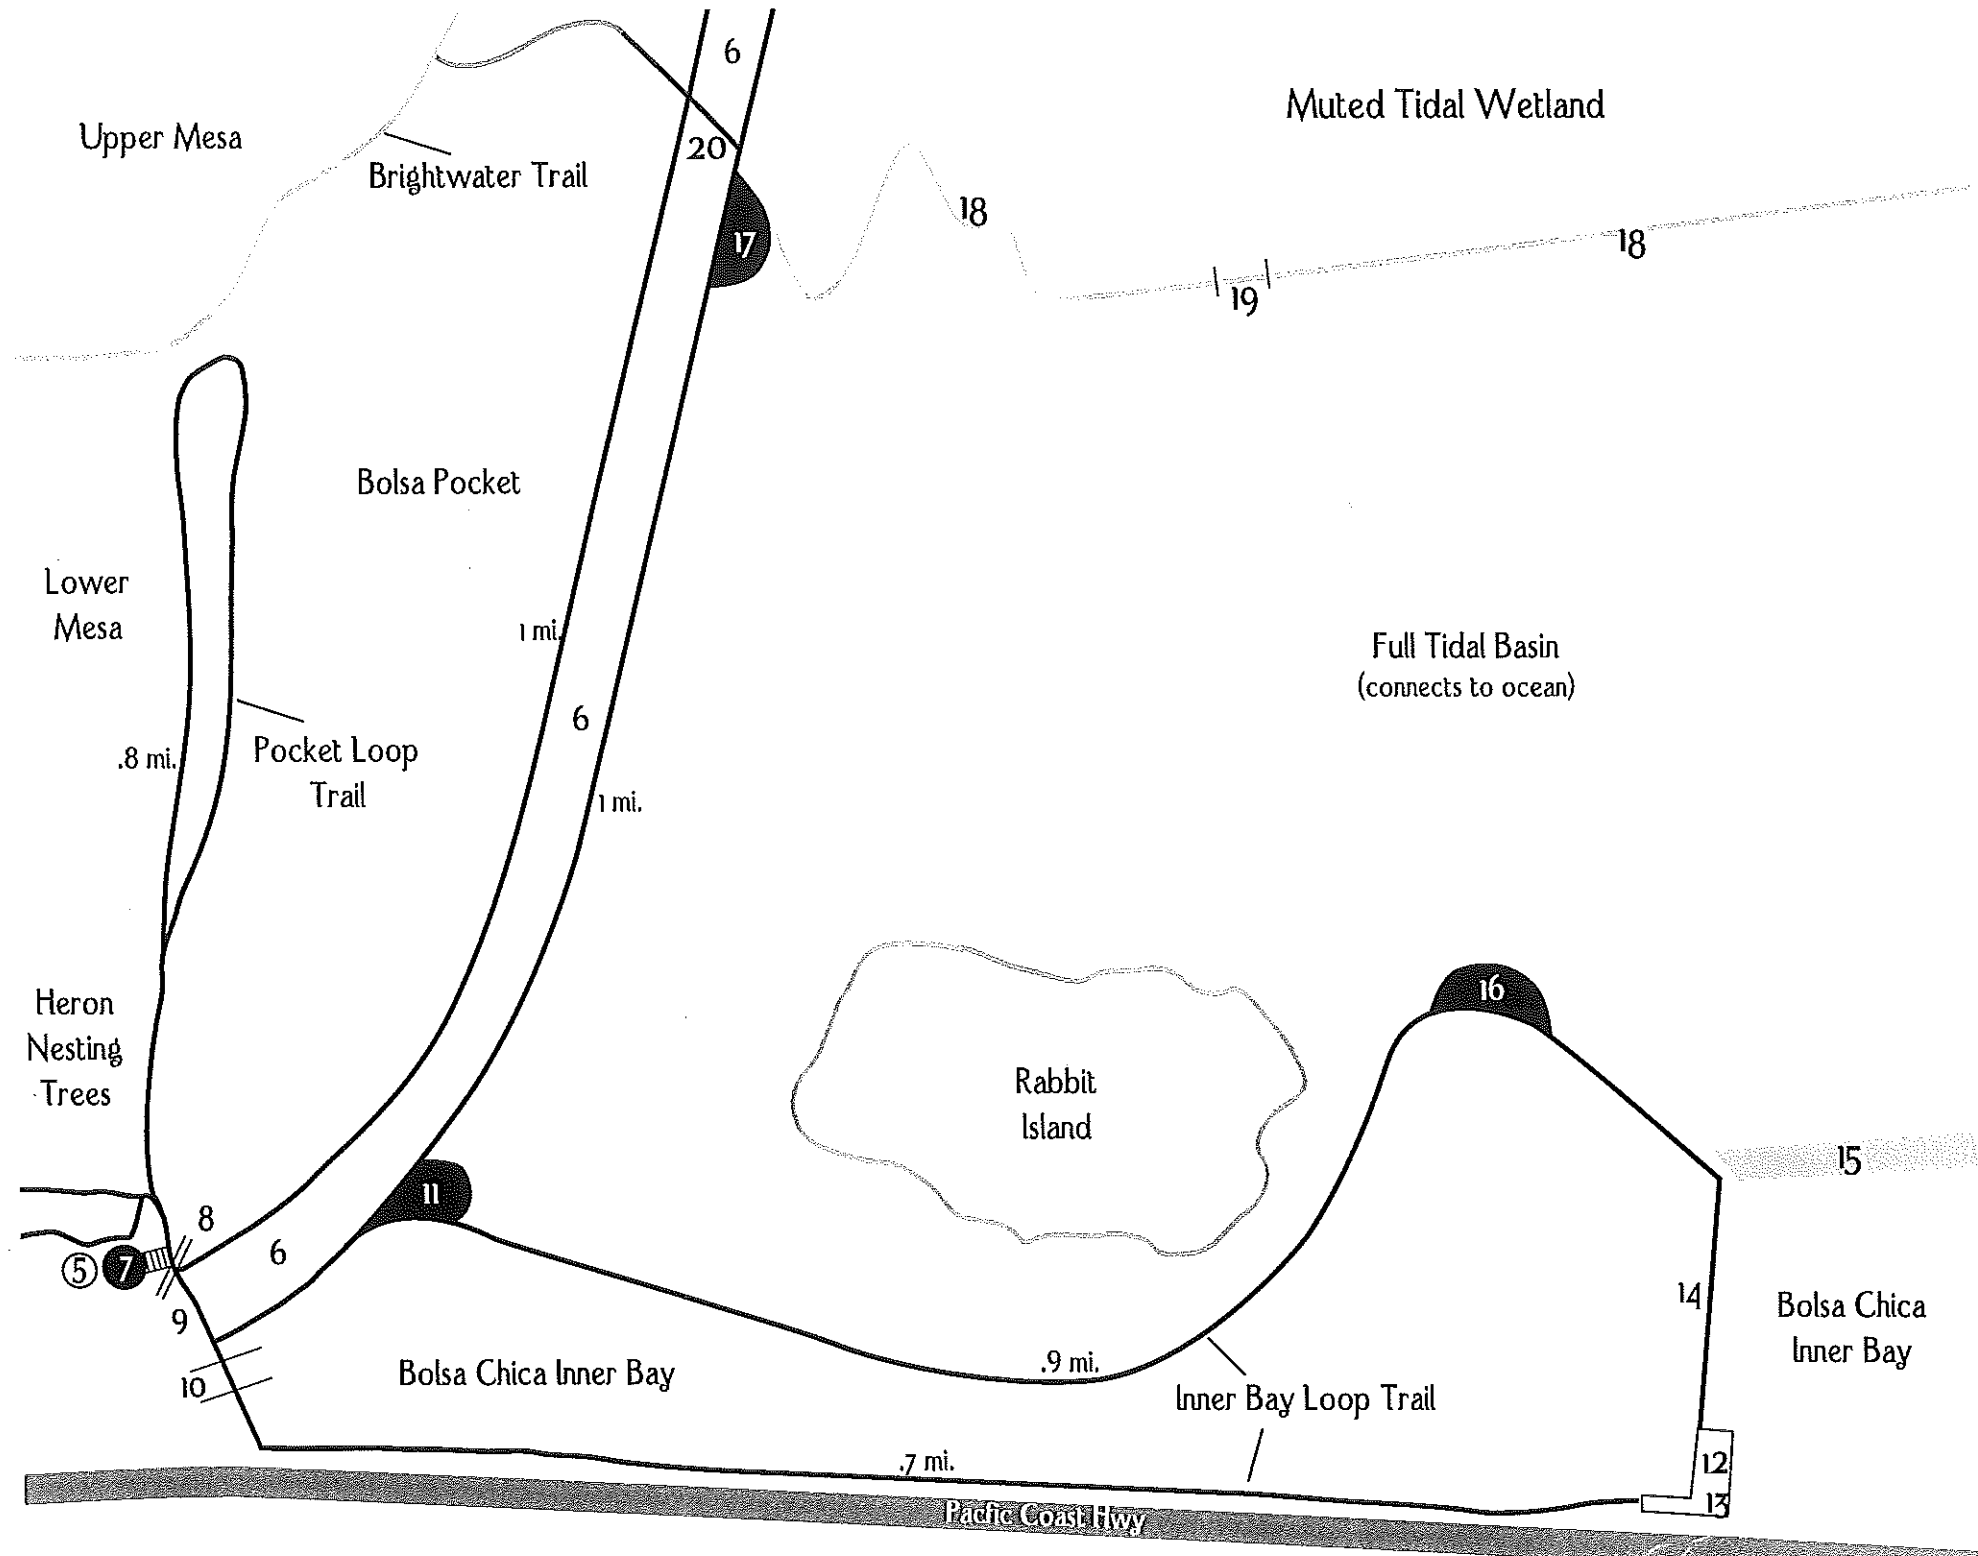 6
Muted Tidal Wetland
Upper Mesa
20
Brightwater Trail
18
17
18
19
Bolsa Pocket
Lower
Mesa
1 mi.
Full Tidal Basin
(connects to ocean)
6
.8 mi.
Pocket Loop
Trail
1 mi.
16
Heron
Nesting
Trees
Rabbit
Island
15
11
8
6
5
7
9
14
Bolsa Chica
Inner Bay
10
Bolsa Chica Inner Bay
.9 mi.
Inner Bay Loop Trail
.7 mi.
12
13
Pacfic Coast Hwy